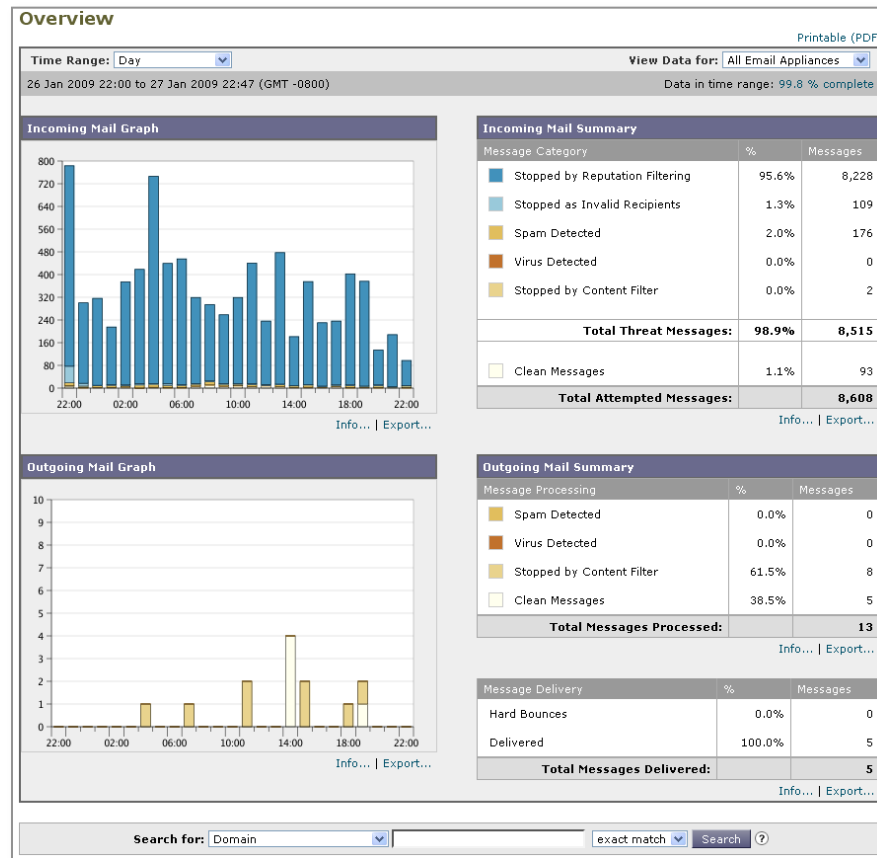 Overview
Printable (PDF
Time Range: Day View Data for: All Email Appliances
26 Jan 2009 22:00 to 27 Jan 2009 22:47 (GMT -0800) Data in time range: 99.8 % complete
Incoming Mail Graph
800
720
640
560
480
400
320
240
160
80
0
22:00 02:00 06:00 10:00 14:00 18:00 22:00
Info... | Export...
Incoming Mail Summary
Message Category % Messages
Stopped by Reputation Filtering 95.6% 8,228
Stopped as Invalid Recipients 1.3% 109
Spam Detected 2.0% 176
Virus Detected 0.0% 0
Stopped by Content Filter 0.0% 2
Total Threat Messages: 98.9% 8,515
Clean Messages 1.1% 93
Total Attempted Messages: 8,608
Info... | Export...
Outgoing Mail Graph
10
9
8
7
6
5
4
3
2
1
0
22:00 02:00 06:00 10:00 14:00 18:00 22:00
Info... | Export...
Outgoing Mail Summary
Message Processing % Messages
Spam Detected 0.0% 0
Virus Detected 0.0% 0
Stopped by Content Filter 61.5% 8
Clean Messages 38.5% 5
Total Messages Processed: 13
Info... | Export...
Message Delivery % Messages
Hard Bounces 0.0% 0
Delivered 100.0% 5
Total Messages Delivered: 5
Info... | Export...
Search for: Domain exact match Search ?